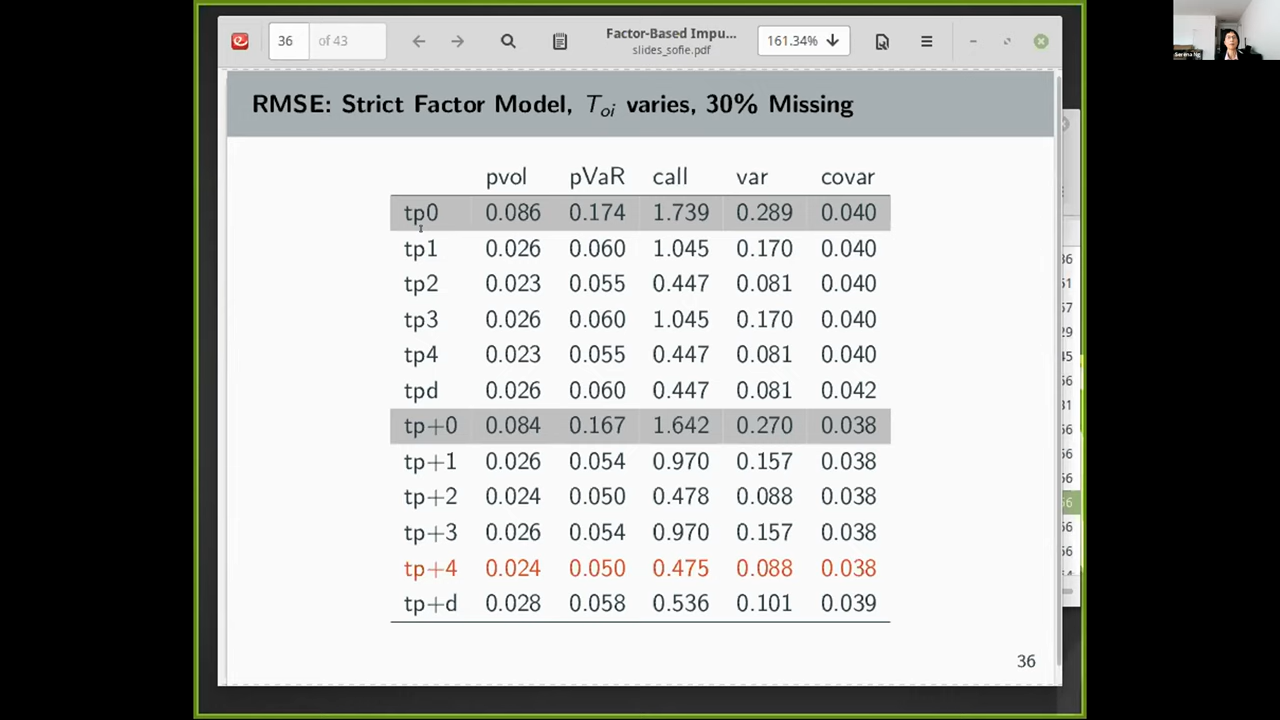 36 of 43
Factor-Based Impu...
slides_sofie.pdf
161.34%
RMSE: Strict Factor Model, Toi varies, 30% Missing
pvol pVaR call var covar
tp0 0.086 0.174 1.739 0.289 0.040
tp1 0.026 0.060 1.045 0.170 0.040
tp2 0.023 0.055 0.447 0.081 0.040
tp3 0.026 0.060 1.045 0.170 0.040
tp4 0.023 0.055 0.447 0.081 0.040
tpd 0.026 0.060 0.447 0.081 0.042
tp+0 0.084 0.167 1.642 0.270 0.038
tp+1 0.026 0.054 0.970 0.157 0.038
tp+2 0.024 0.050 0.478 0.088 0.038
tp+3 0.026 0.054 0.970 0.157 0.038
tp+4 0.024 0.050 0.475 0.088 0.038
tp+d 0.028 0.058 0.536 0.101 0.039
36
Serena Ng